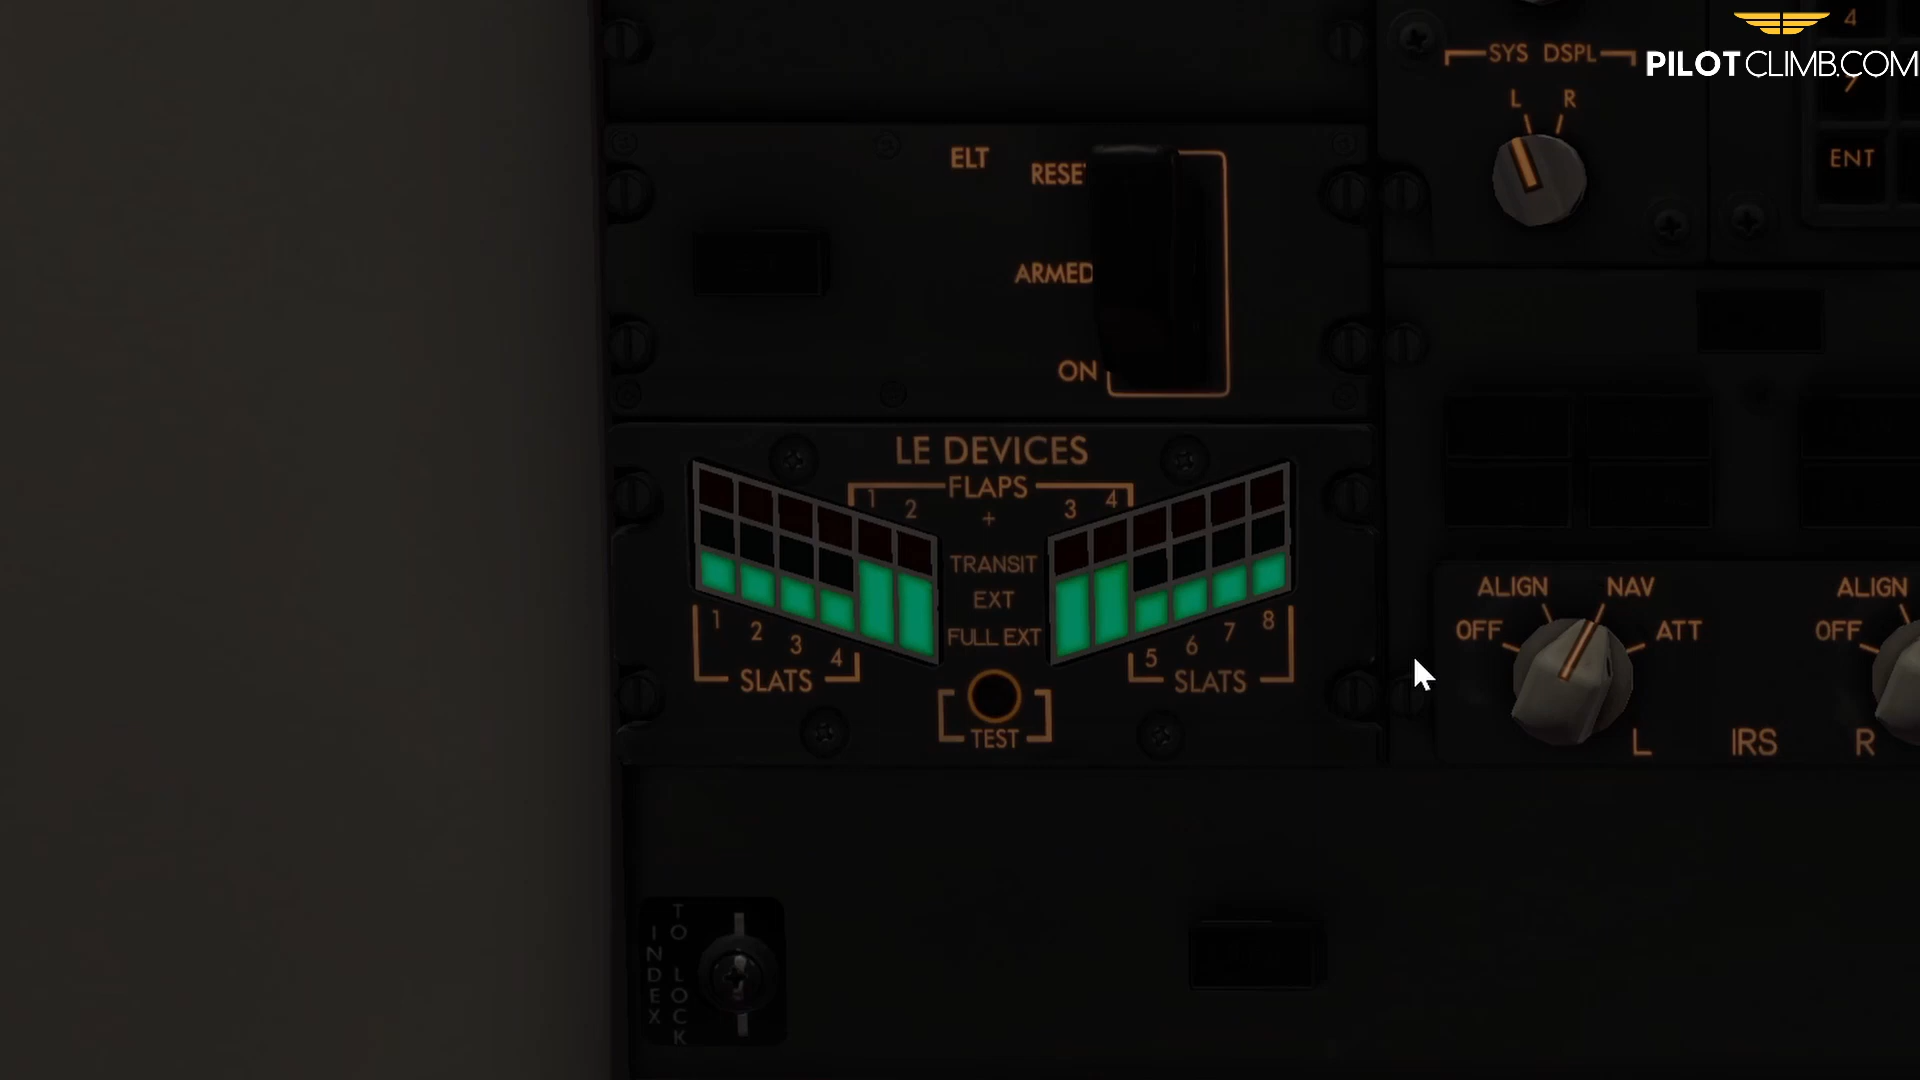 PILOTCLIMB.COM
4
7
ENT
SYS DSPL
L R
ELT
RESET
ARMED
ON
LE DEVICES
FLAPS
1 2 + 3 4
TRANSIT
EXT
FULL EXT
1 2 3 4
SLATS
5 6 7 8
SLATS
TEST
ALIGN NAV
OFF ATT
L IRS R
ALIGN
OFF
INDEX
TO LOCK